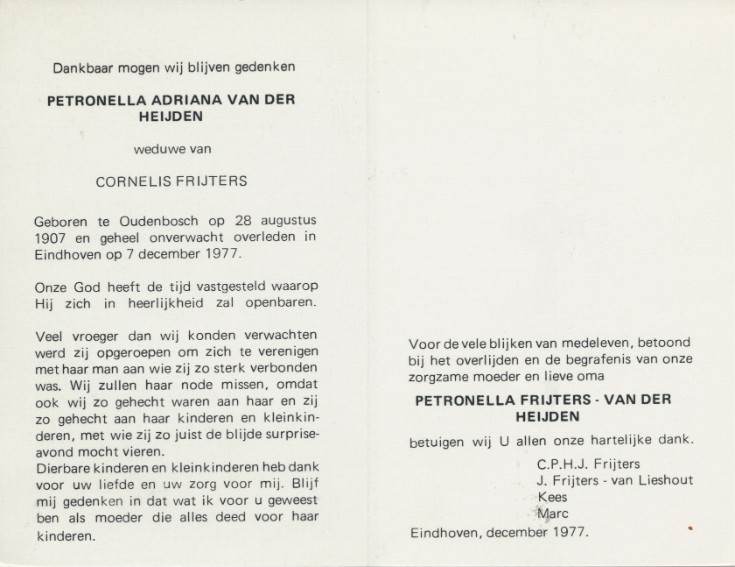 Dankbaar mogen wij blijven gedenken
PETRONELLA ADRIANA VAN DER
HEIJDEN
weduwe van
CORNELIS FRIJTERS
Geboren te Oudenbosch op 28 augustus
1907 en geheel onverwacht overleden in
Eindhoven op 7 december 1977.
Onze God heeft de tijd vastgesteld waarop
Hij zich in heerlijkheid zal openbaren.
Veel vroeger dan wij konden verwachten
werd zij opgeroepen om zich te verenigen
met haar man aan wie zij zo sterk verbonden
was. Wij zullen haar node missen, omdat
ook wij zo gehecht waren aan haar en zij
zo gehecht aan haar kinderen en kleinkin-
deren, met wie zij zo juist de blijde surprise-
avond mocht vieren.
Dierbare kinderen en kleinkinderen heb dank
voor uw liefde en uw zorg voor mij. Blijf
mij gedenken in dat wat ik voor u geweest
ben als moeder die alles deed voor haar
kinderen.
Voor de vele blijken van medeleven, betoond
bij het overlijden en de begrafenis van onze
zorgzame moeder en lieve oma
PETRONELLA FRIJTERS - VAN DER
HEIJDEN
betuigen wij U allen onze hartelijke dank.
C.P.H.J. Frijters
J. Frijters - van Lieshout
Kees
Marc
Eindhoven, december 1977.